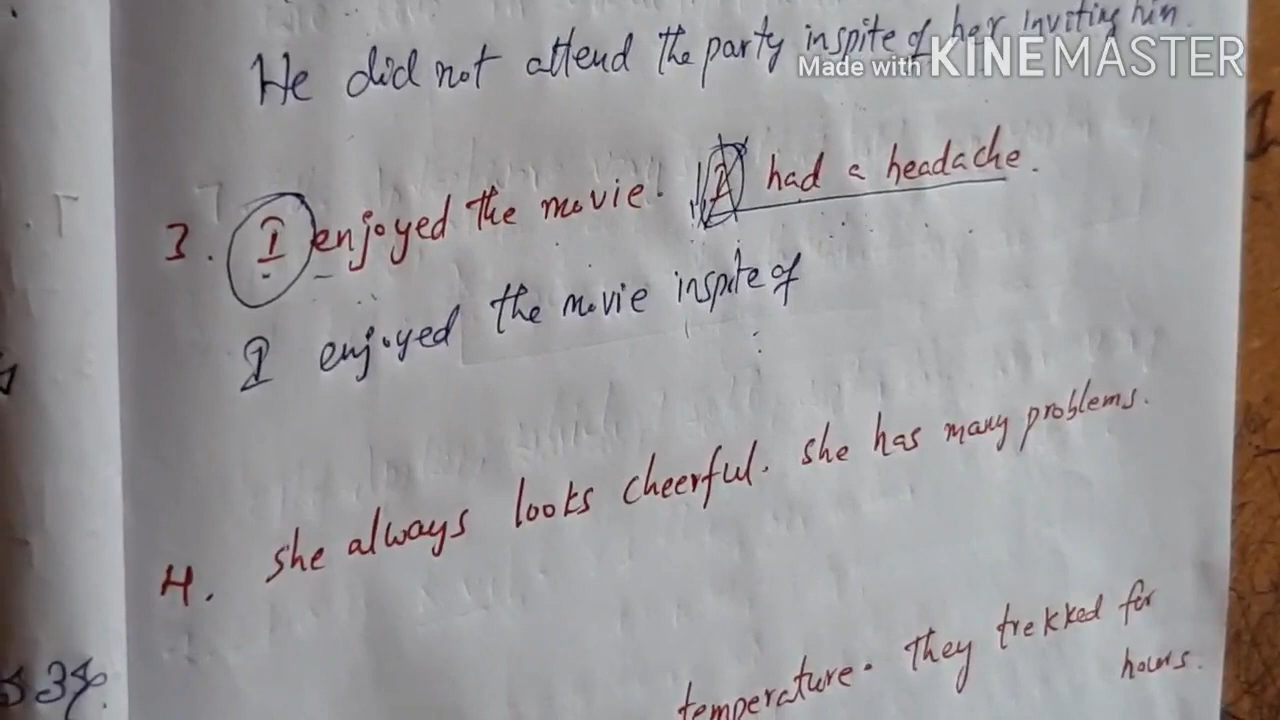 He did not attend the party inspite of her inviting him
Made with KINEMASTER
3. I enjoyed the movie. I had a headache.
I enjoyed the movie inspite of
4. She always looks cheerful. She has many problems.
temperature. They trekked for
hours.